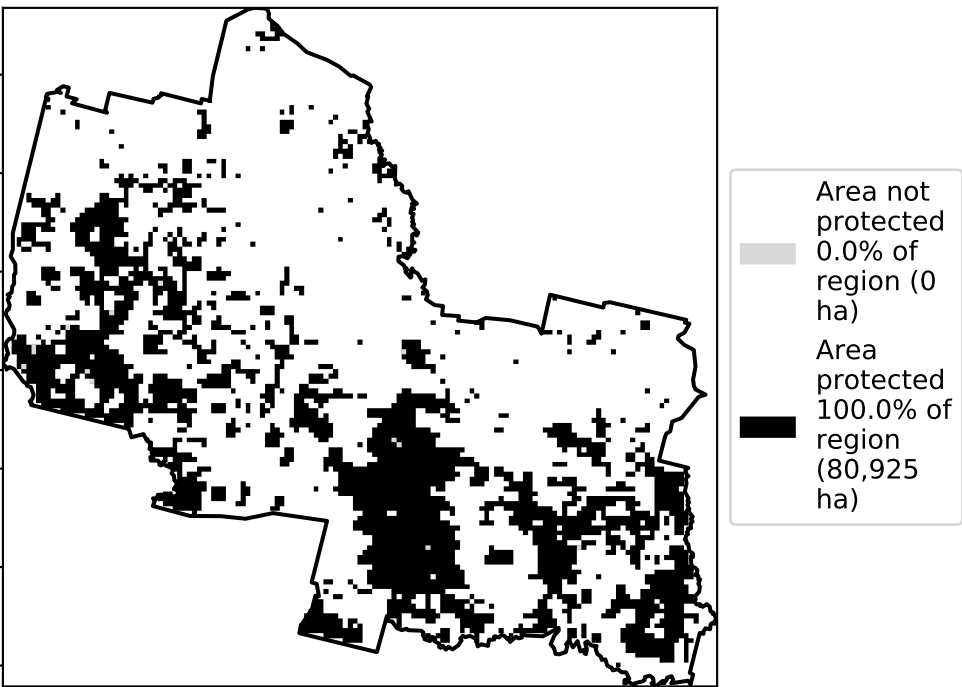 Area not
protected
0.0% of
region (0
ha)
Area
protected
100.0% of
region
(80,925
ha)